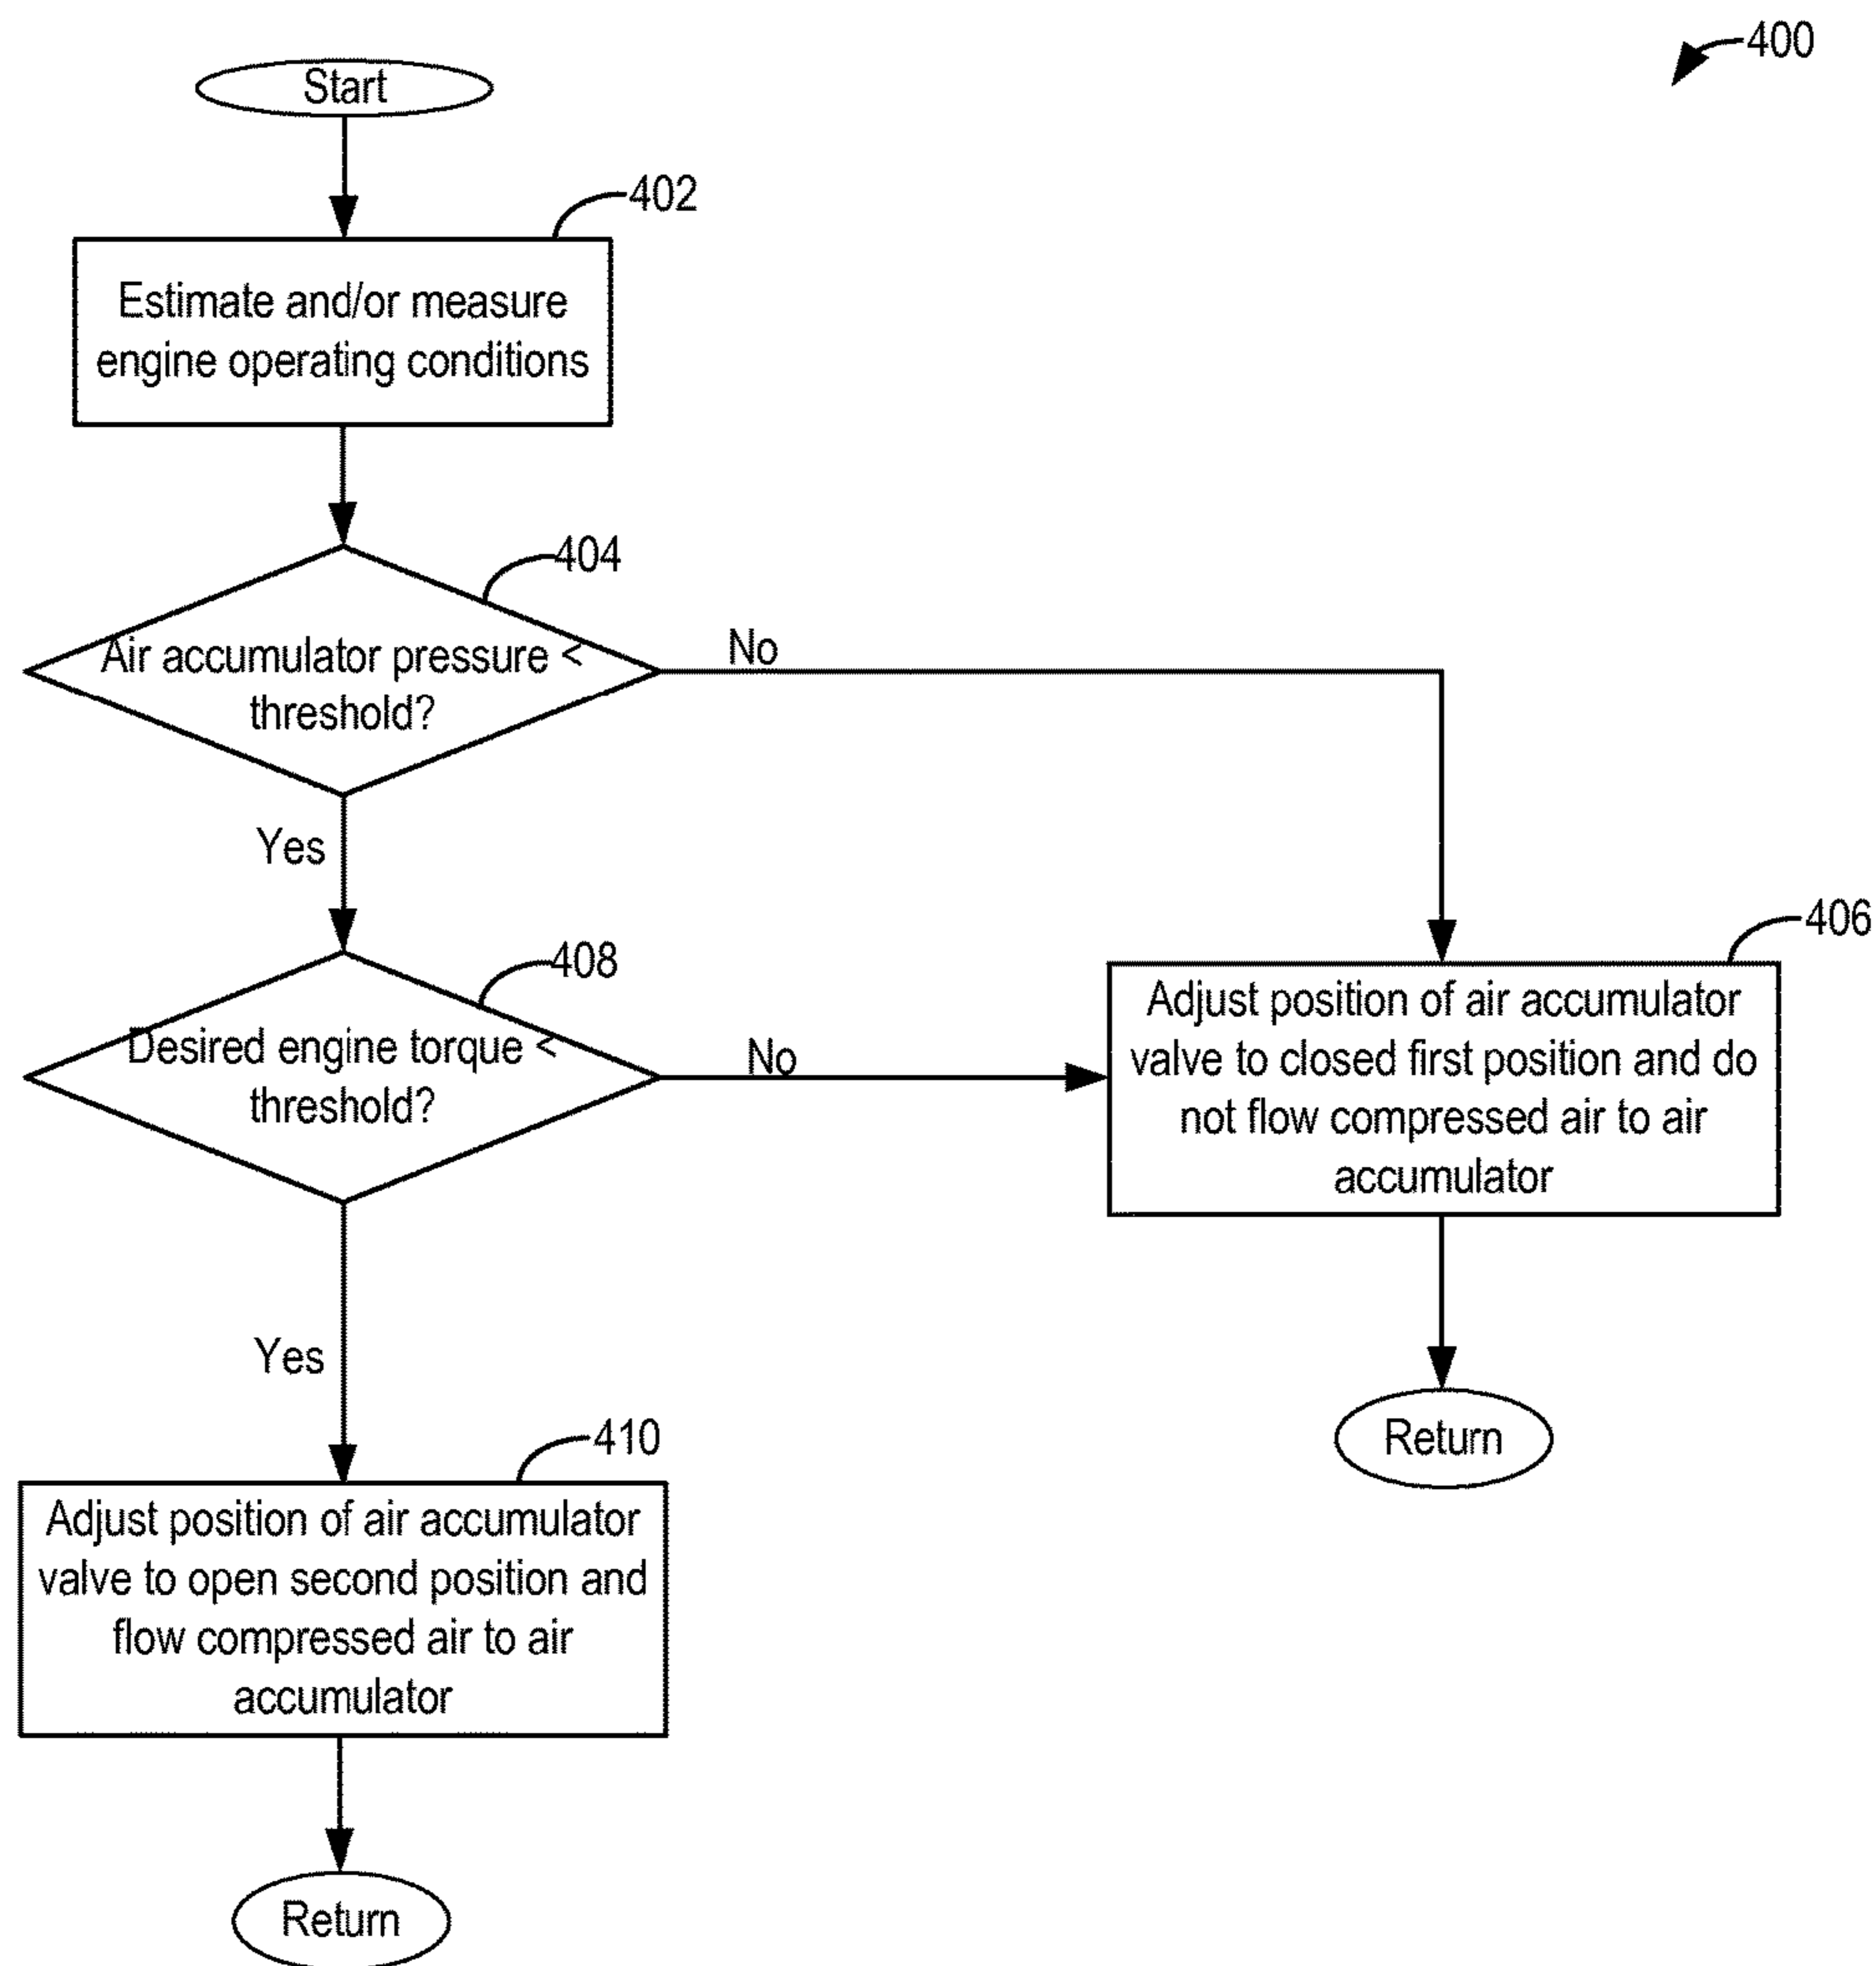 400
Start
402
Estimate and/or measure
engine operating conditions
404
Air accumulator pressure <
threshold?
No
Yes
408
Desired engine torque <
threshold?
No
406
Adjust position of air accumulator
valve to closed first position and do
not flow compressed air to air
accumulator
Return
Yes
410
Adjust position of air accumulator
valve to open second position and
flow compressed air to air
accumulator
Return